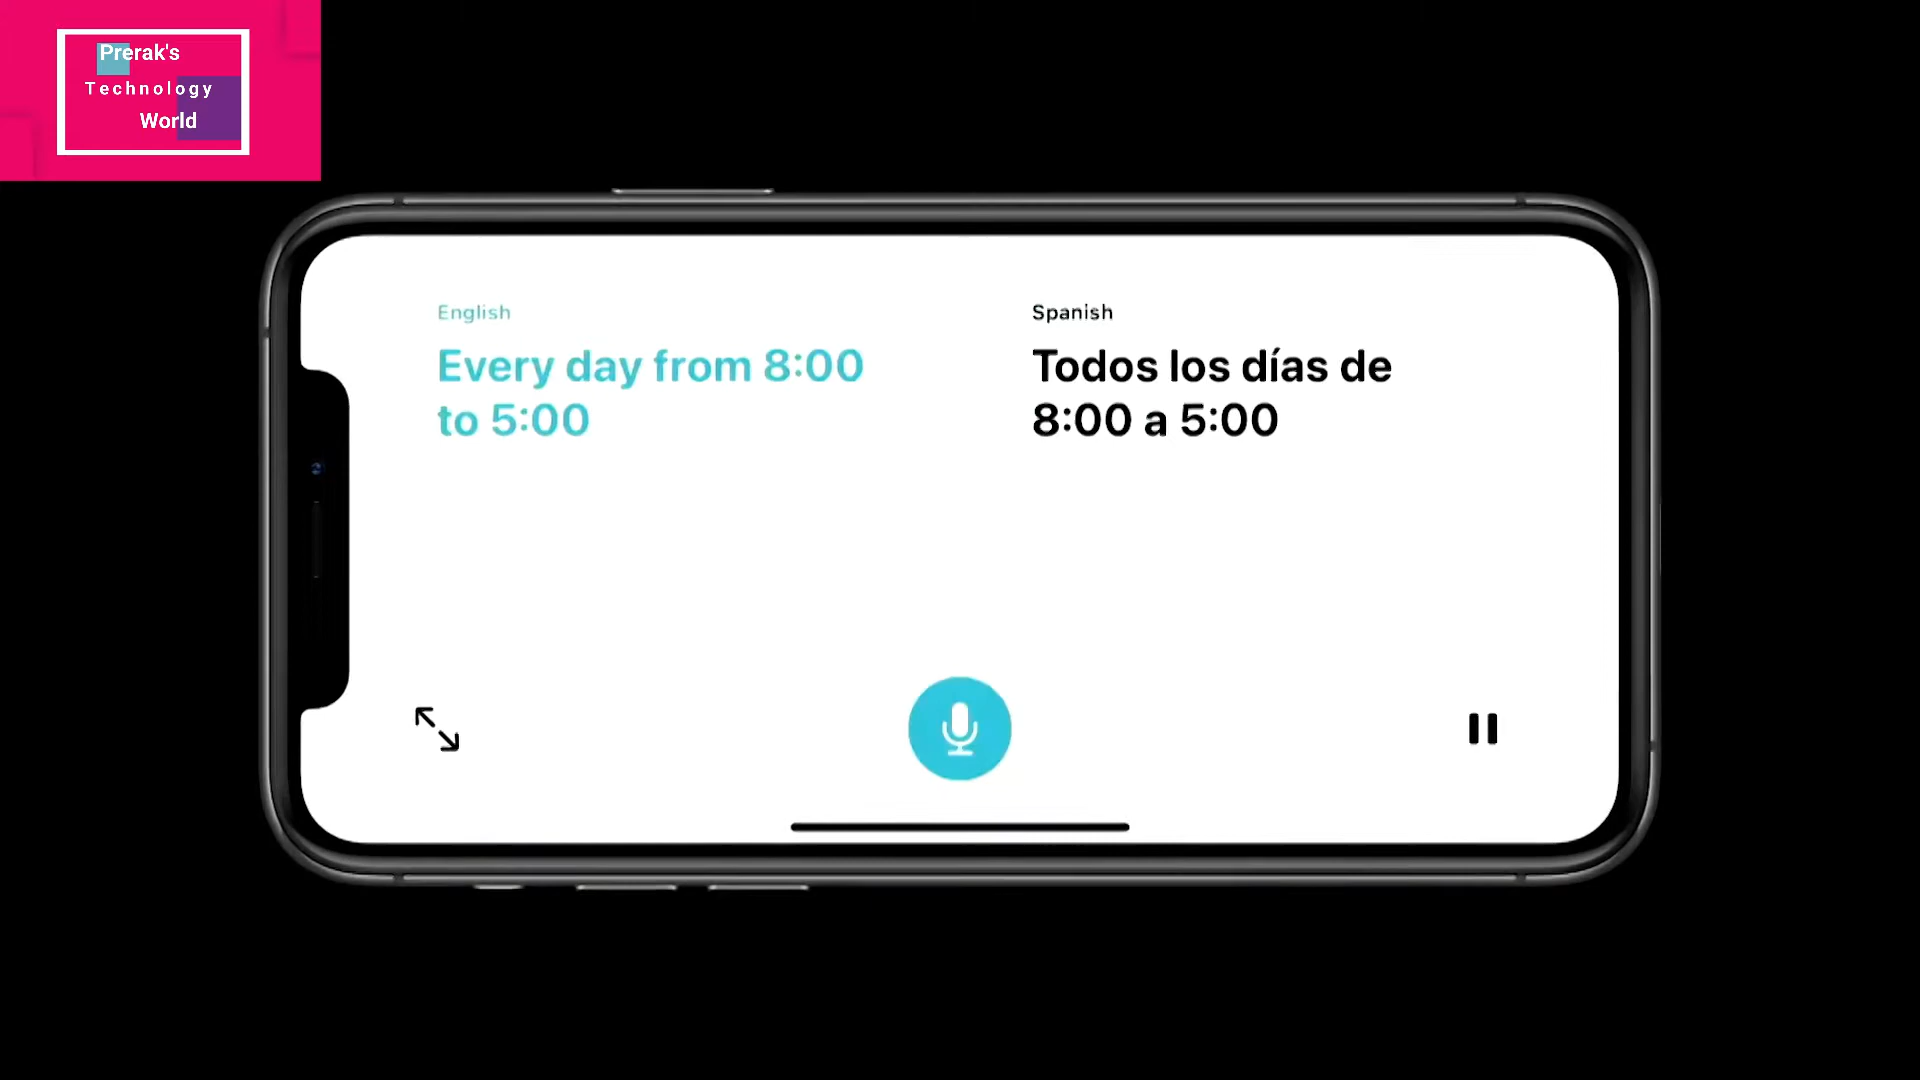 Prerak's
Technology
World
English
Every day from 8:00
to 5:00
Spanish
Todos los días de
8:00 a 5:00